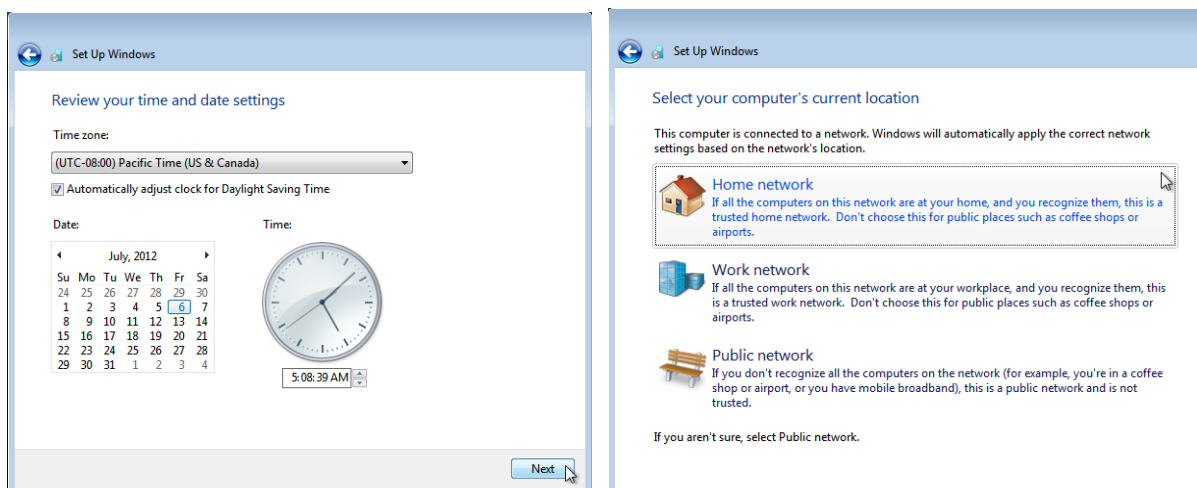 Set Up Windows
Review your time and date settings
Time zone:
(UTC-08:00) Pacific Time (US & Canada)
Automatically adjust clock for Daylight Saving Time
Date:
Time:
July, 2012
Su Mo Tu We Th Fr Sa
24 25 26 27 28 29 30
1 2 3 4 5 6 7
8 9 10 11 12 13 14
15 16 17 18 19 20 21
22 23 24 25 26 27 28
29 30 31 1 2 3 4
5:08:39 AM
Next
Set Up Windows
Select your computer's current location
This computer is connected to a network. Windows will automatically apply the correct network
settings based on the network's location.
Home network
If all the computers on this network are at your home, and you recognize them, this is a
trusted home network. Don't choose this for public places such as coffee shops or
airports.
Work network
If all the computers on this network are at your workplace, and you recognize them, this
is a trusted work network. Don't choose this for public places such as coffee shops or
airports.
Public network
If you don't recognize all the computers on the network (for example, you're in a coffee
shop or airport, or you have mobile broadband), this is a public network and is not
trusted.
If you aren't sure, select Public network.